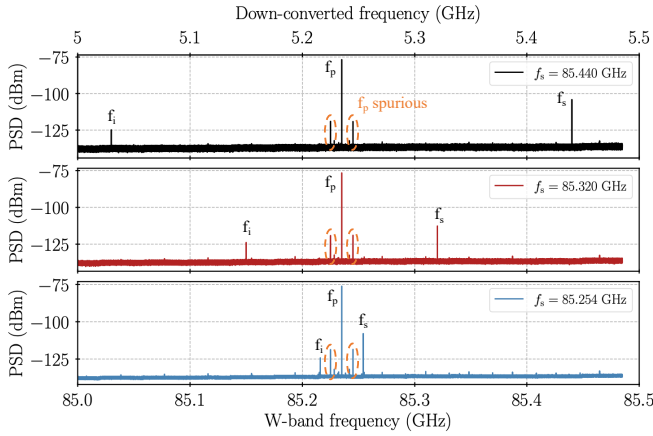 Down-converted frequency (GHz)
5 5.1 5.2 5.3 5.4 5.5
PSD (dBm)
−75
−100
−125
f_i
f_p
f_p spurious
f_s
f_s = 85.440 GHz
PSD (dBm)
−75
−100
−125
f_i
f_p
f_s
f_s = 85.320 GHz
PSD (dBm)
−75
−100
−125
f_i
f_p
f_s
f_s = 85.254 GHz
85.0 85.1 85.2 85.3 85.4 85.5
W-band frequency (GHz)